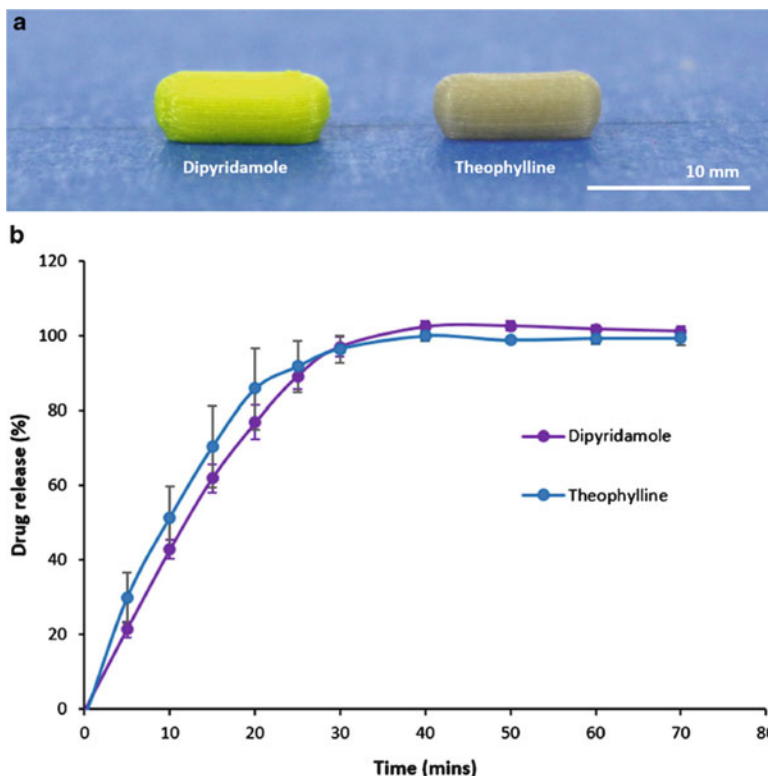 a
Dipyridamole Theophylline
10 mm
b
120
100
80
60
40
20
0
Drug release (%)
Dipyridamole
Theophylline
0 10 20 30 40 50 60 70
Time (mins)